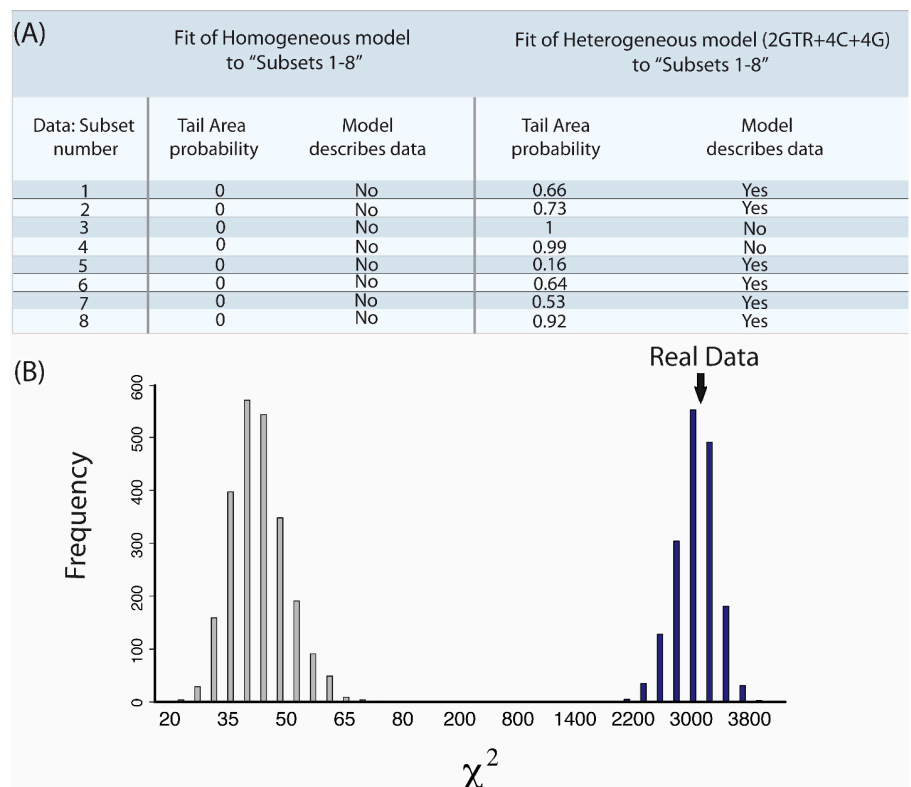 (A)
Fit of Homogeneous model
to “Subsets 1-8”
Fit of Heterogeneous model (2GTR+4C+4G)
to “Subsets 1-8”
Data: Subset
number
Tail Area
probability
Model
describes data
Tail Area
probability
Model
describes data
1 0 No 0.66 Yes
2 0 No 0.73 Yes
3 0 No 1 No
4 0 No 0.99 No
5 0 No 0.16 Yes
6 0 No 0.64 Yes
7 0 No 0.53 Yes
8 0 No 0.92 Yes
(B)
Real Data
Frequency
600
500
400
300
200
100
0
20 35 50 65 80 200 800 1400 2200 3000 3800
χ²